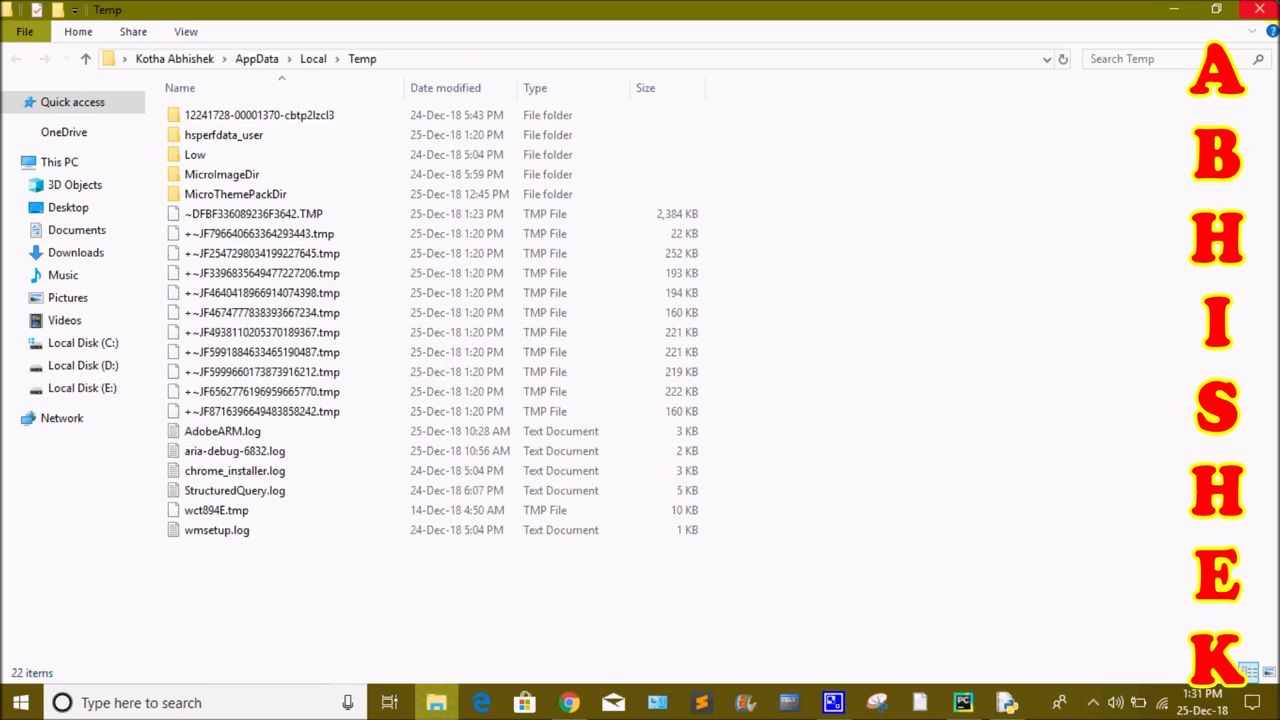 Temp
File Home Share View
Kotha Abhishek > AppData > Local > Temp
Search Temp
Name Date modified Type Size
Quick access
OneDrive
This PC
3D Objects
Desktop
Documents
Downloads
Music
Pictures
Videos
Local Disk (C:)
Local Disk (D:)
Local Disk (E:)
Network
12241728-00001370-cbtp2lzcl3 24-Dec-18 5:43 PM File folder
hsperfdata_user 25-Dec-18 1:20 PM File folder
Low 24-Dec-18 5:04 PM File folder
MicroImageDir 24-Dec-18 5:59 PM File folder
MicroThemePackDir 25-Dec-18 12:45 PM File folder
~DFBF336089236F3642.TMP 25-Dec-18 1:23 PM TMP File 2,384 KB
+~JF796640663364293443.tmp 25-Dec-18 1:20 PM TMP File 22 KB
+~JF2547298034199227645.tmp 25-Dec-18 1:20 PM TMP File 252 KB
+~JF3396835649477227206.tmp 25-Dec-18 1:20 PM TMP File 193 KB
+~JF4640418966914074398.tmp 25-Dec-18 1:20 PM TMP File 194 KB
+~JF4674777838393667234.tmp 25-Dec-18 1:20 PM TMP File 160 KB
+~JF4938110205370189367.tmp 25-Dec-18 1:20 PM TMP File 221 KB
+~JF5991884633465190487.tmp 25-Dec-18 1:20 PM TMP File 221 KB
+~JF5999660173873916212.tmp 25-Dec-18 1:20 PM TMP File 219 KB
+~JF6562776196959665770.tmp 25-Dec-18 1:20 PM TMP File 222 KB
+~JF8716396649483858242.tmp 25-Dec-18 1:20 PM TMP File 160 KB
AdobeARM.log 25-Dec-18 10:28 AM Text Document 3 KB
aria-debug-6832.log 25-Dec-18 10:56 AM Text Document 2 KB
chrome_installer.log 24-Dec-18 5:04 PM Text Document 3 KB
StructuredQuery.log 24-Dec-18 6:07 PM Text Document 5 KB
wct894E.tmp 14-Dec-18 4:50 AM TMP File 10 KB
wmsetup.log 24-Dec-18 5:04 PM Text Document 1 KB
A
B
H
I
S
H
E
K
22 items
Type here to search
1:31 PM
25-Dec-18